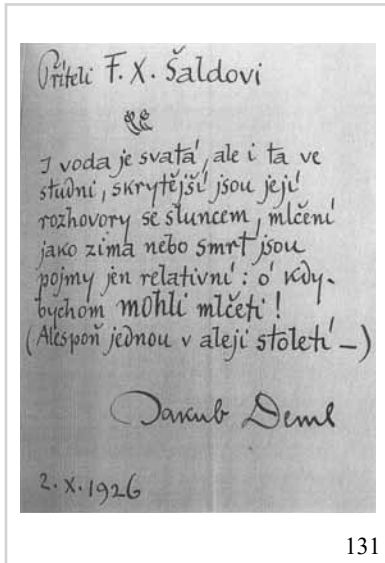 Příteli F. X. Šaldovi
I voda je svatá, ale i ta ve
studni, skrytější jsou její
rozhovory se sluncem, mlčení
jako zima nebo smrt jsou
pojmy jen relativní: ó kdy-
bychom mohli mlčeti!
(Alespoň jednou v aleji století —)
Jakub Deml
2. X. 1926
131